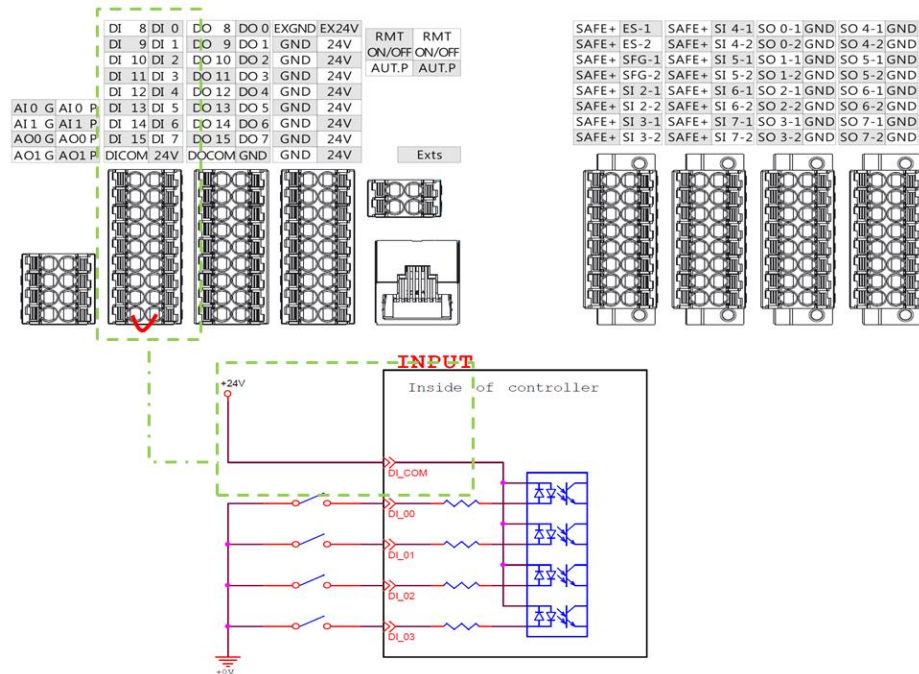 DI 8 DI 0 DO 8 DO 0 EXGND EX24V
DI 9 DI 1 DO 9 DO 1 GND 24V
DI 10 DI 2 DO 10 DO 2 GND 24V
DI 11 DI 3 DO 11 DO 3 GND 24V
DI 12 DI 4 DO 12 DO 4 GND 24V
AI0 G AI0 P DI 13 DI 5 DO 13 DO 5 GND 24V
AI1 G AI1 P DI 14 DI 6 DO 14 DO 6 GND 24V
AO0 G AO0 P DI 15 DI 7 DO 15 DO 7 GND 24V
AO1 G AO1 P DICOM 24V DOCOM GND GND 24V
RMT RMT
ON/OFF ON/OFF
AUT.P AUT.P
Exts
SAFE+ ES-1 SAFE+ SI 4-1 SO 0-1 GND SO 4-1 GND
SAFE+ ES-2 SAFE+ SI 4-2 SO 0-2 GND SO 4-2 GND
SAFE+ SFG-1 SAFE+ SI 5-1 SO 1-1 GND SO 5-1 GND
SAFE+ SFG-2 SAFE+ SI 5-2 SO 1-2 GND SO 5-2 GND
SAFE+ SI 2-1 SAFE+ SI 6-1 SO 2-1 GND SO 6-1 GND
SAFE+ SI 2-2 SAFE+ SI 6-2 SO 2-2 GND SO 6-2 GND
SAFE+ SI 3-1 SAFE+ SI 7-1 SO 3-1 GND SO 7-1 GND
SAFE+ SI 3-2 SAFE+ SI 7-2 SO 3-2 GND SO 7-2 GND
INPUT
+24V
Inside of controller
DI_COM
DI_00
DI_01
DI_02
DI_03
+0V